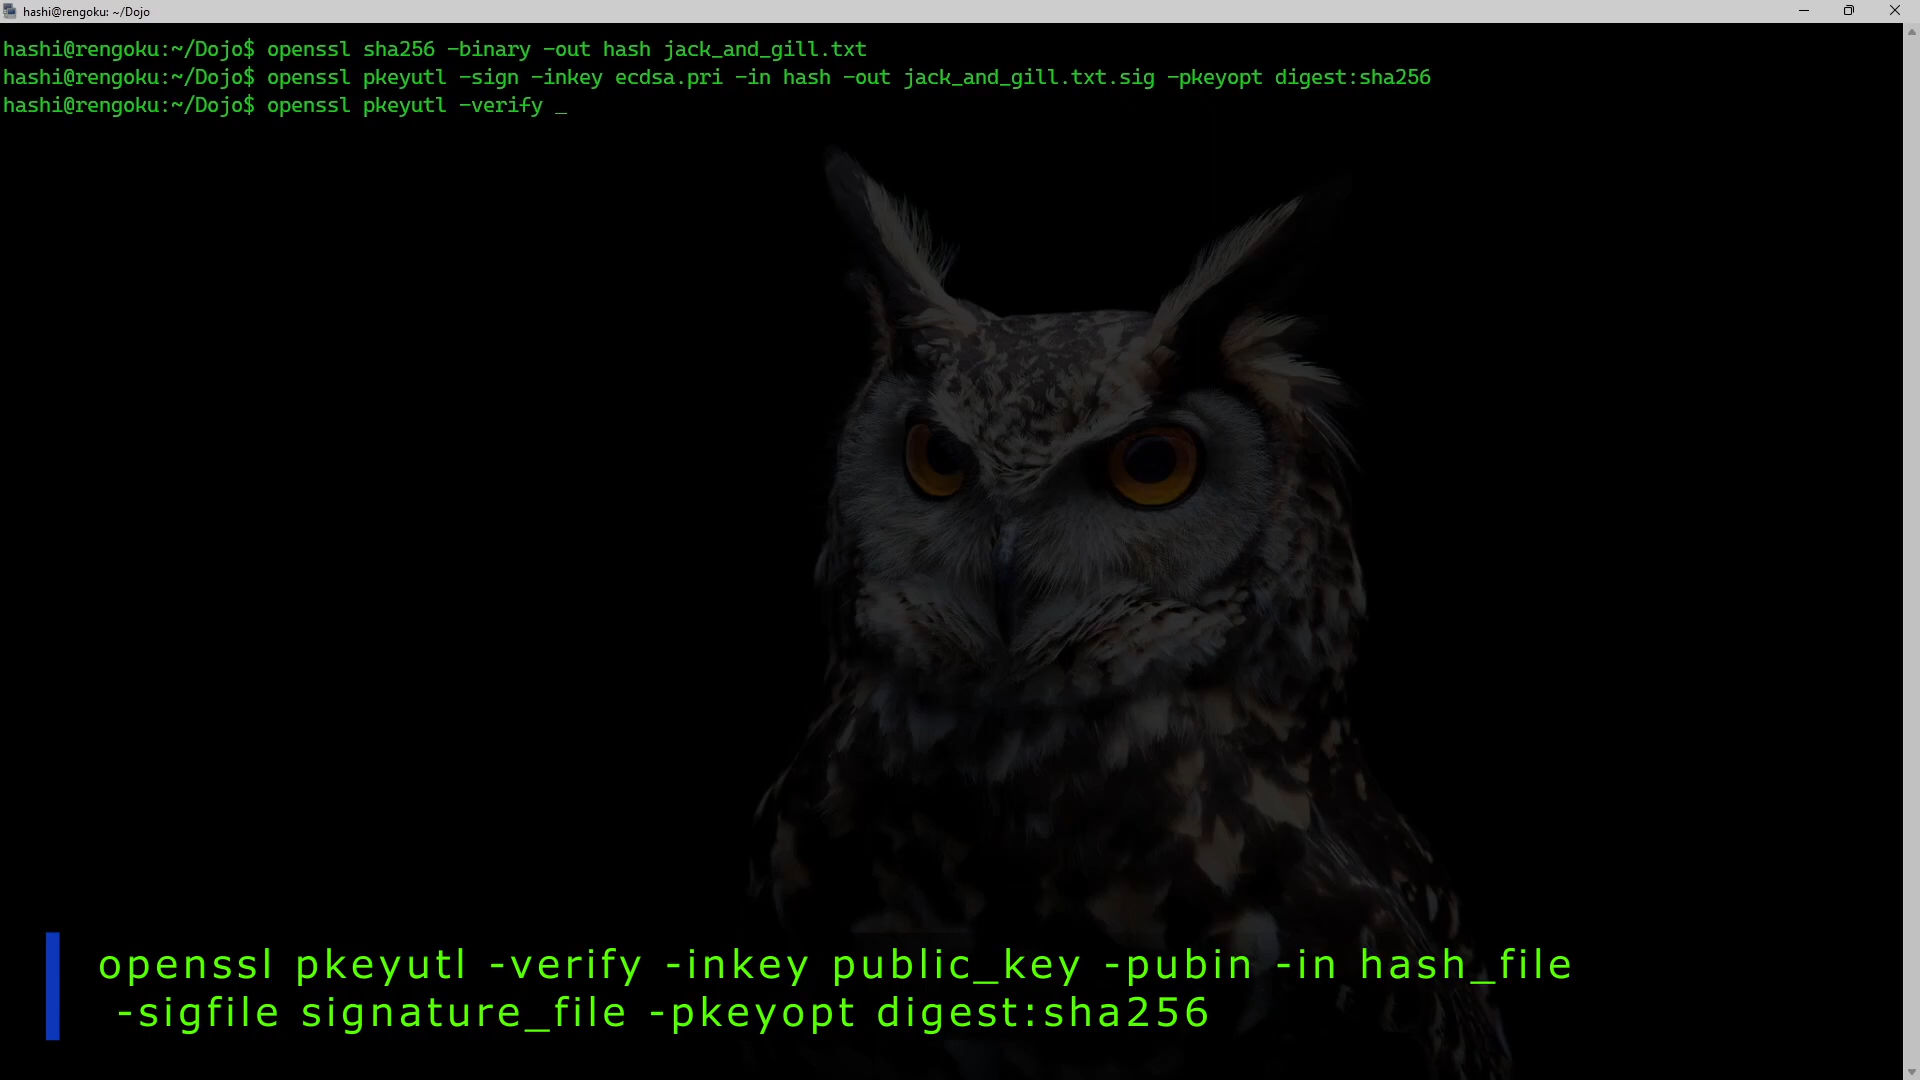 hashi@rengoku: ~/Dojo
hashi@rengoku:~/Dojo$ openssl sha256 -binary -out hash jack_and_gill.txt
hashi@rengoku:~/Dojo$ openssl pkeyutl -sign -inkey ecdsa.pri -in hash -out jack_and_gill.txt.sig -pkeyopt digest:sha256
hashi@rengoku:~/Dojo$ openssl pkeyutl -verify _
openssl pkeyutl -verify -inkey public_key -pubin -in hash_file
-sigfile signature_file -pkeyopt digest:sha256